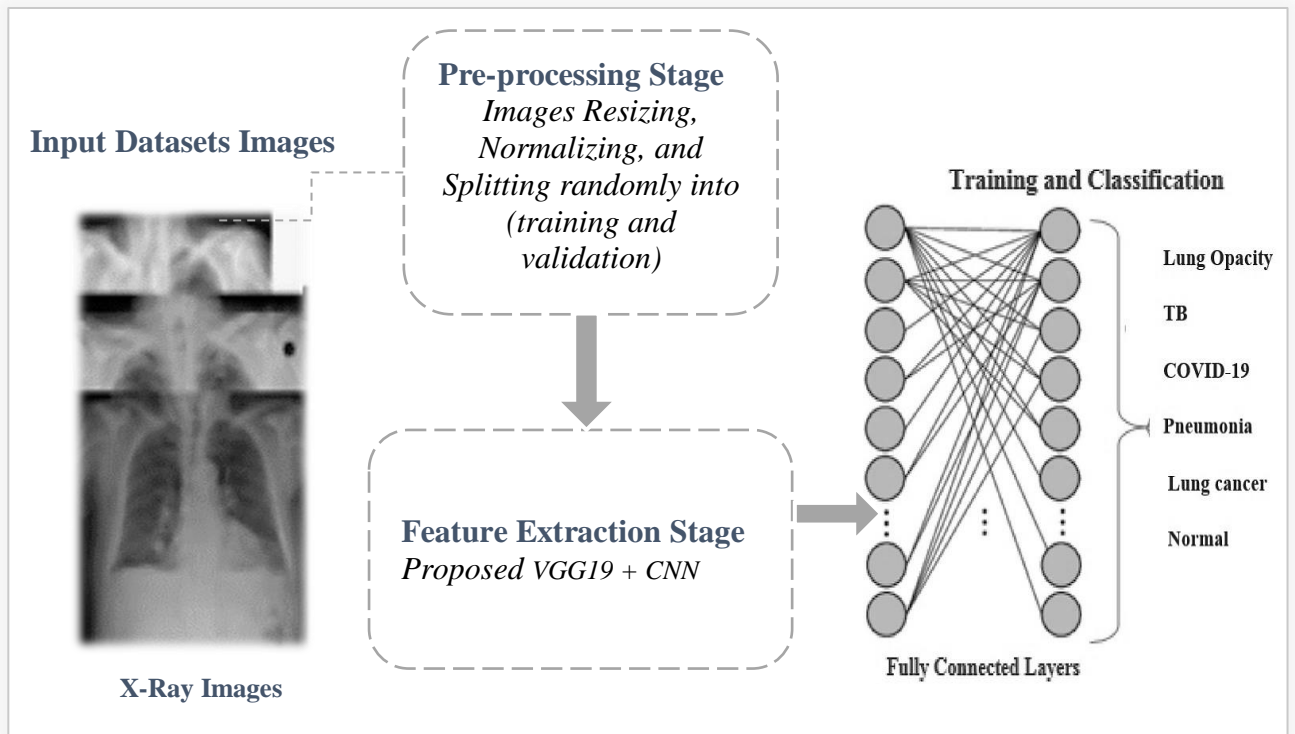 Input Datasets Images
X-Ray Images
Pre-processing Stage
Images Resizing,
Normalizing, and
Splitting randomly into
(training and
validation)
Feature Extraction Stage
Proposed VGG19 + CNN
Training and Classification
Lung Opacity
TB
COVID-19
Pneumonia
Lung cancer
Normal
Fully Connected Layers